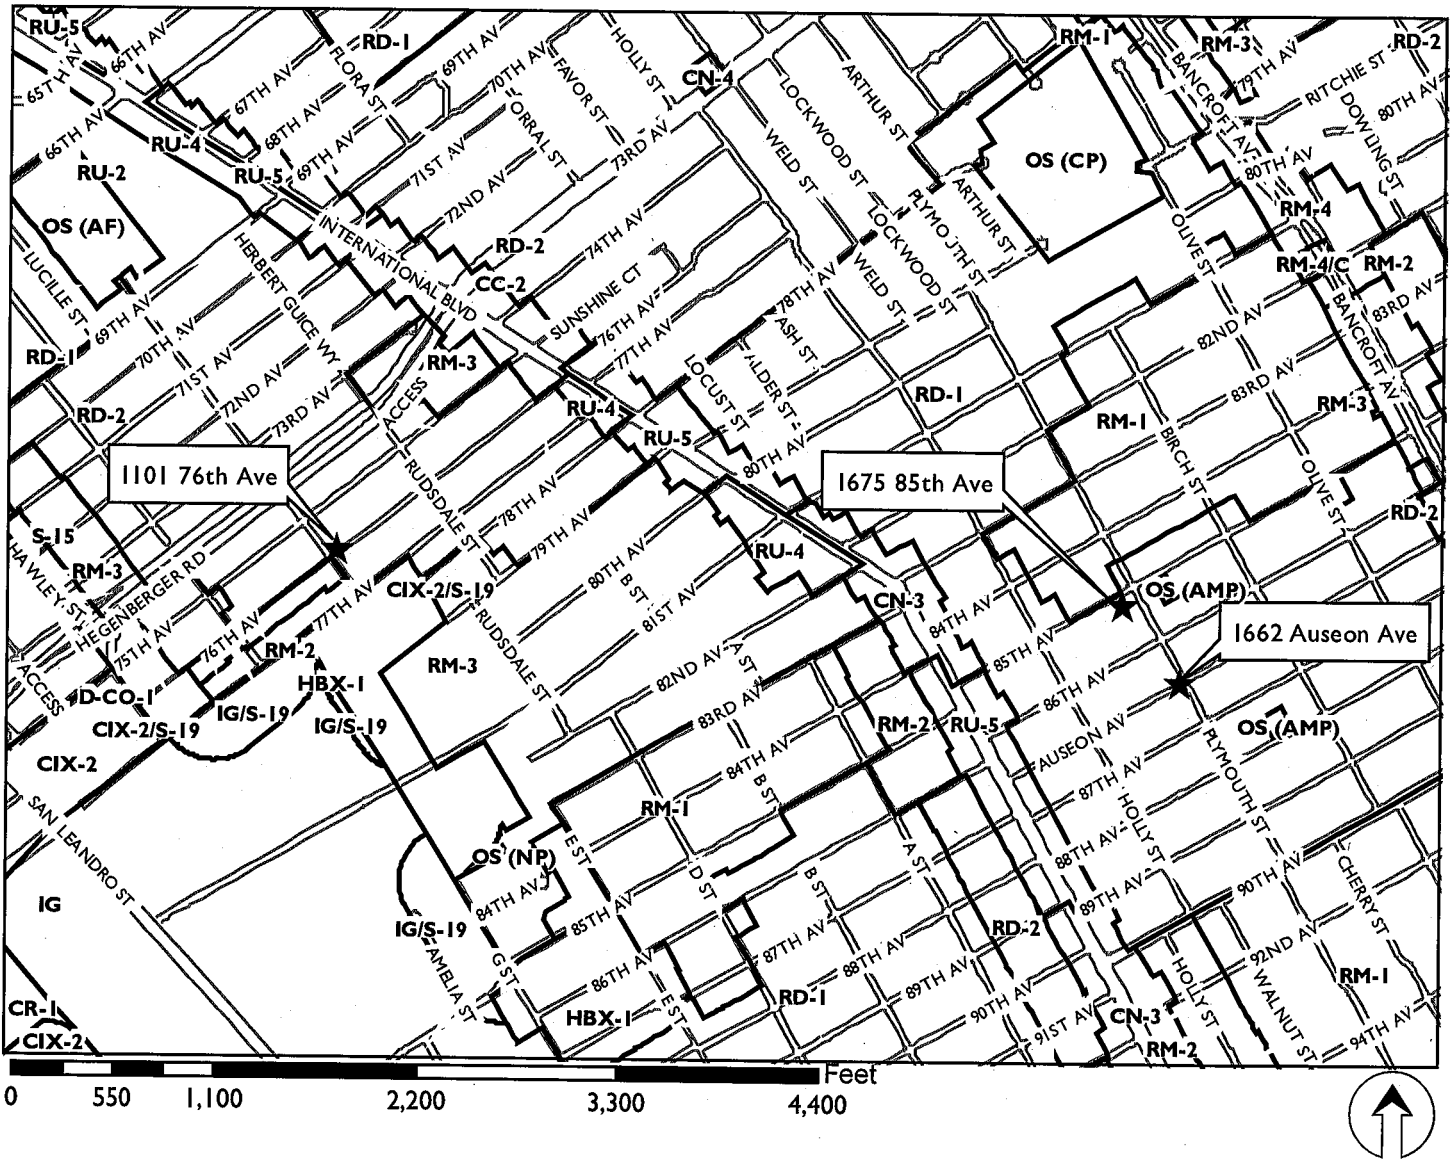 RU-5
66TH AV
RD-1
FLORA ST
69TH AV
70TH AV
FAVOR ST
HOLLY ST
CN-4
LOCKWOOD ST
ARTHUR ST
RM-1
BANCROFT AV
RM-3
79TH AV
RD-2
RITCHIE ST
DOWLING ST
80TH AV
65TH AV
67TH AV
68TH AV
66TH AV
RU-4
RU-5
69TH AV
71ST AV
ORRAL ST
73RD AV
WELD ST
OS (CP)
80TH AV
RU-2
OS (AF)
72ND AV
ARTHUR ST
PLYMOUTH ST
LOCKWOOD ST
RM-4
RM-4/C
RM-2
LUCILLE ST
HERBERT GUICE WY
INTERNATIONAL BLVD
RD-2
CC-2
74TH AV
SUNSHINE CT
WELD ST
LOCKWOOD ST
OLIVE ST
BANCROFT AV
83RD AV
69TH AV
70TH AV
76TH AV
77TH AV
78TH AV
ASH ST
82ND AV
RD-1
71ST AV
72ND AV
73RD AV
ACCESS
RM-3
RU-4
LOCUST ST
ALDER ST
RD-1
83RD AV
RM-1
RM-3
RD-2
RU-5
80TH AV
BIRCH ST
OLIVE ST
1101 76th Ave
1675 85th Ave
RUDSDALE ST
78TH AV
79TH AV
RD-2
S-15
RM-3
HAWLEY ST
HEGENBERGER RD
RU-4
80TH AV
B ST
81ST AV
CIX-2/S-19
CN-3
84TH AV
OS (AMP)
1662 Auseon Ave
75TH AV
76TH AV
77TH AV
RM-2
RM-3
RUDSDALE ST
82ND AV
A ST
85TH AV
86TH AV
ACCESS
D-CO-1
CIX-2/S-19
IG/S-19
HBX-1
IG/S-19
83RD AV
RM-2
RU-5
AUSEON AV
OS (AMP)
CIX-2
84TH AV
B ST
87TH AV
PLYMOUTH ST
SAN LEANDRO ST
RM-1
HOLLY ST
88TH AV
OS (NP)
E ST
D ST
B ST
A ST
89TH AV
90TH AV
CHERRY ST
IG
84TH AV
85TH AV
IG/S-19
AMELIA ST
G ST
86TH AV
87TH AV
88TH AV
RD-2
92ND AV
89TH AV
HOLLY ST
WALNUT ST
RM-1
CR-1
CIX-2
HBX-1
E ST
RD-1
90TH AV
91ST AV
CN-3
RM-2
94TH AV
0 550 1,100 2,200 3,300 4,400
Feet